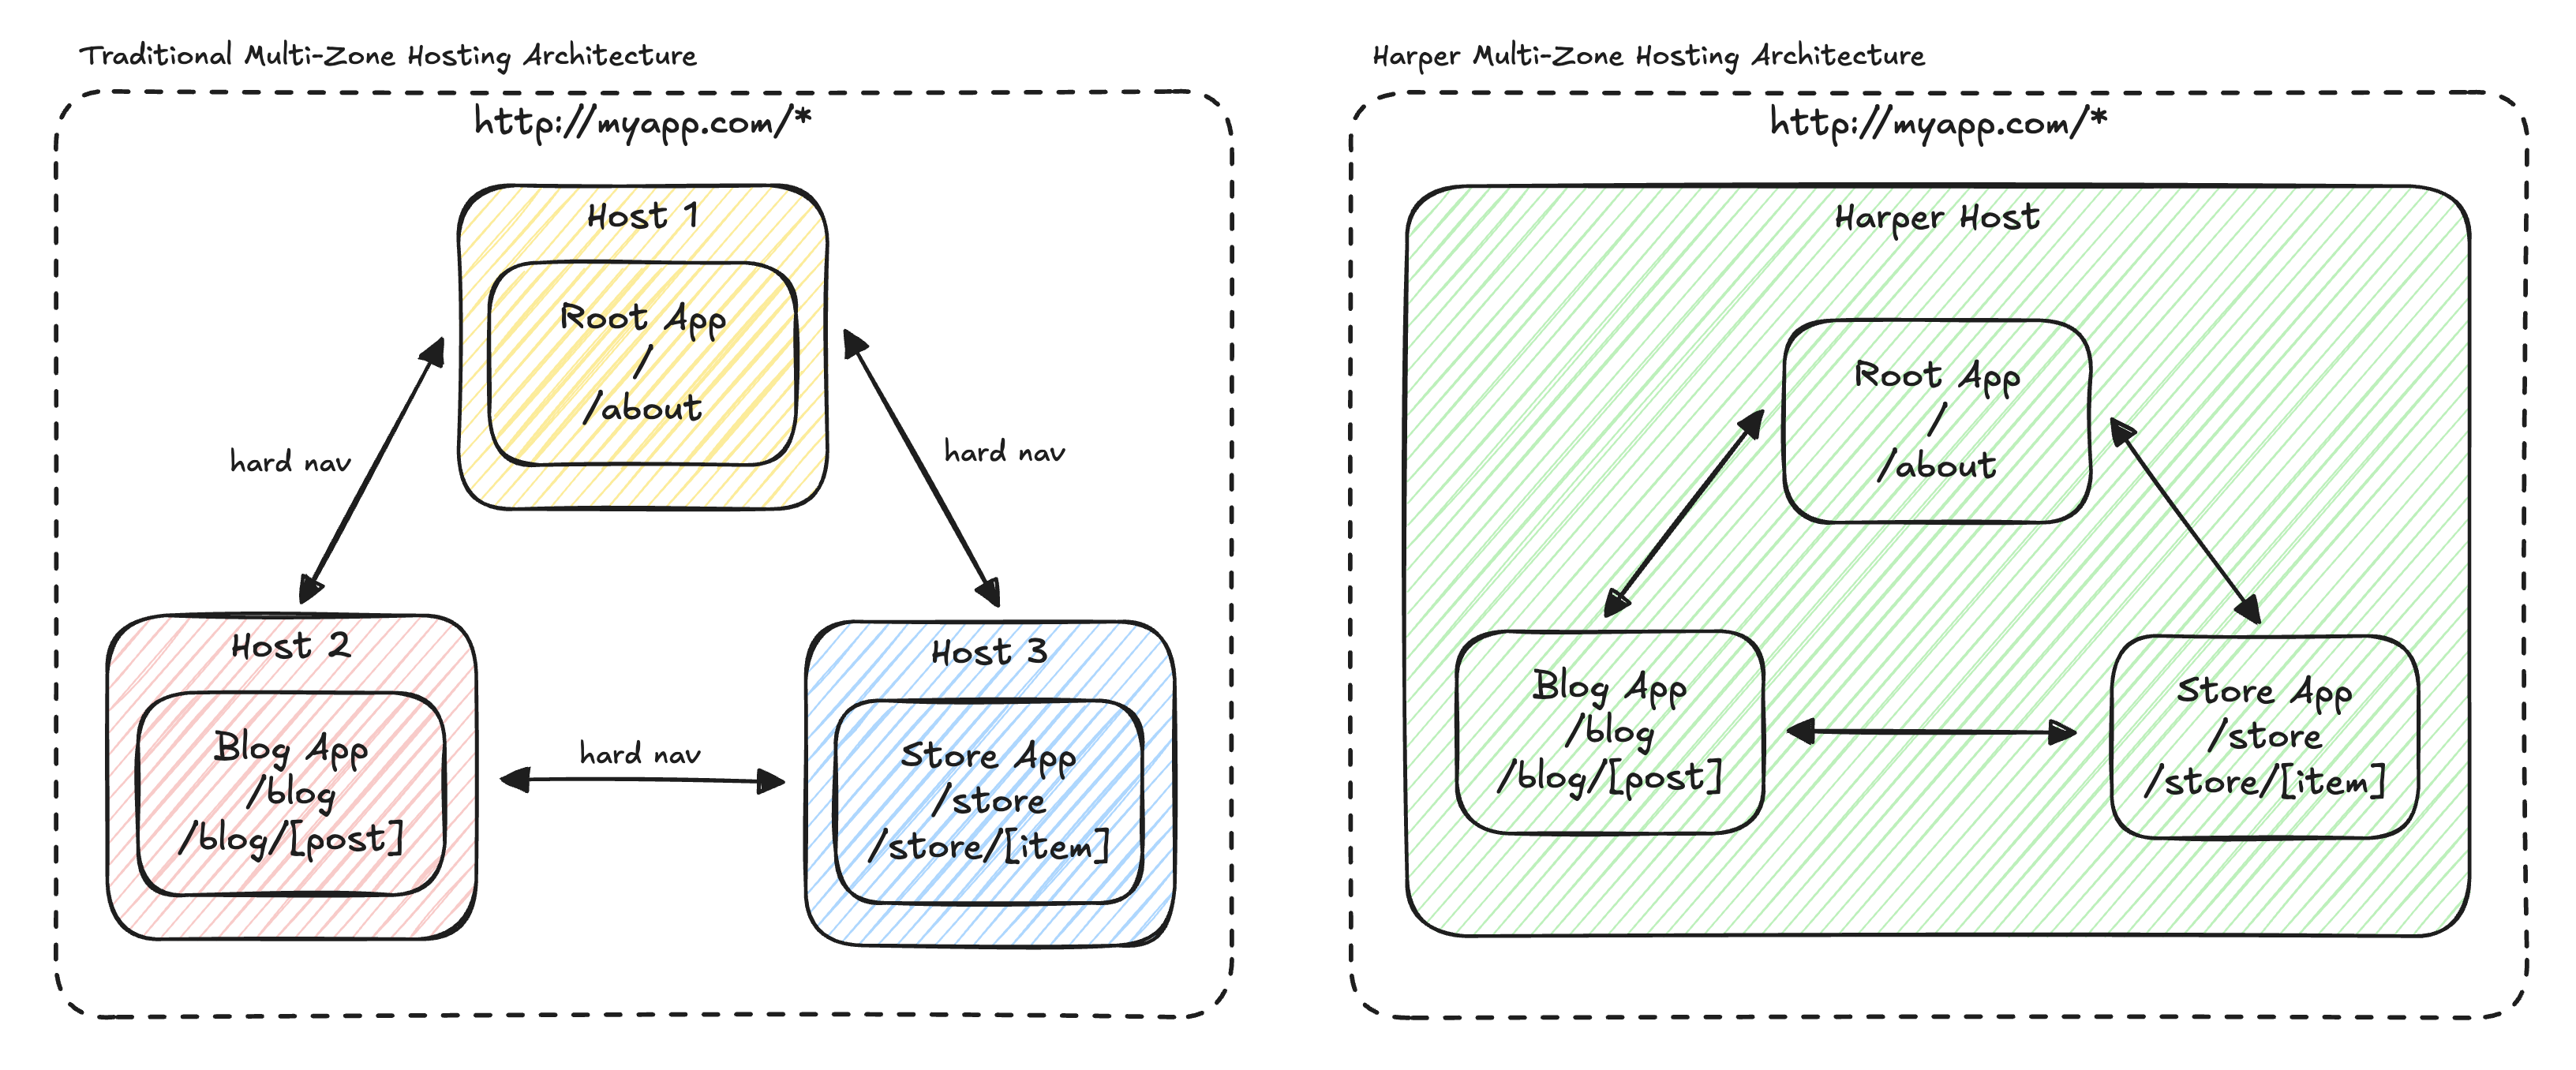 Traditional Multi-Zone Hosting Architecture
http://myapp.com/*
Host 1
Root App
/
/about
hard nav
hard nav
Host 2
Blog App
/blog
/blog/[post]
hard nav
Host 3
Store App
/store
/store/[item]
Harper Multi-Zone Hosting Architecture
http://myapp.com/*
Harper Host
Root App
/
/about
Blog App
/blog
/blog/[post]
Store App
/store
/store/[item]